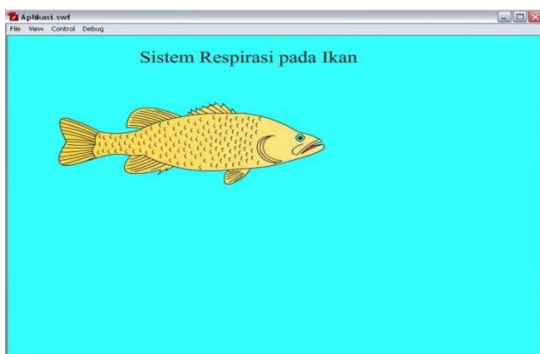 Aplikasi.swf
File View Control Debug
Sistem Respirasi pada Ikan